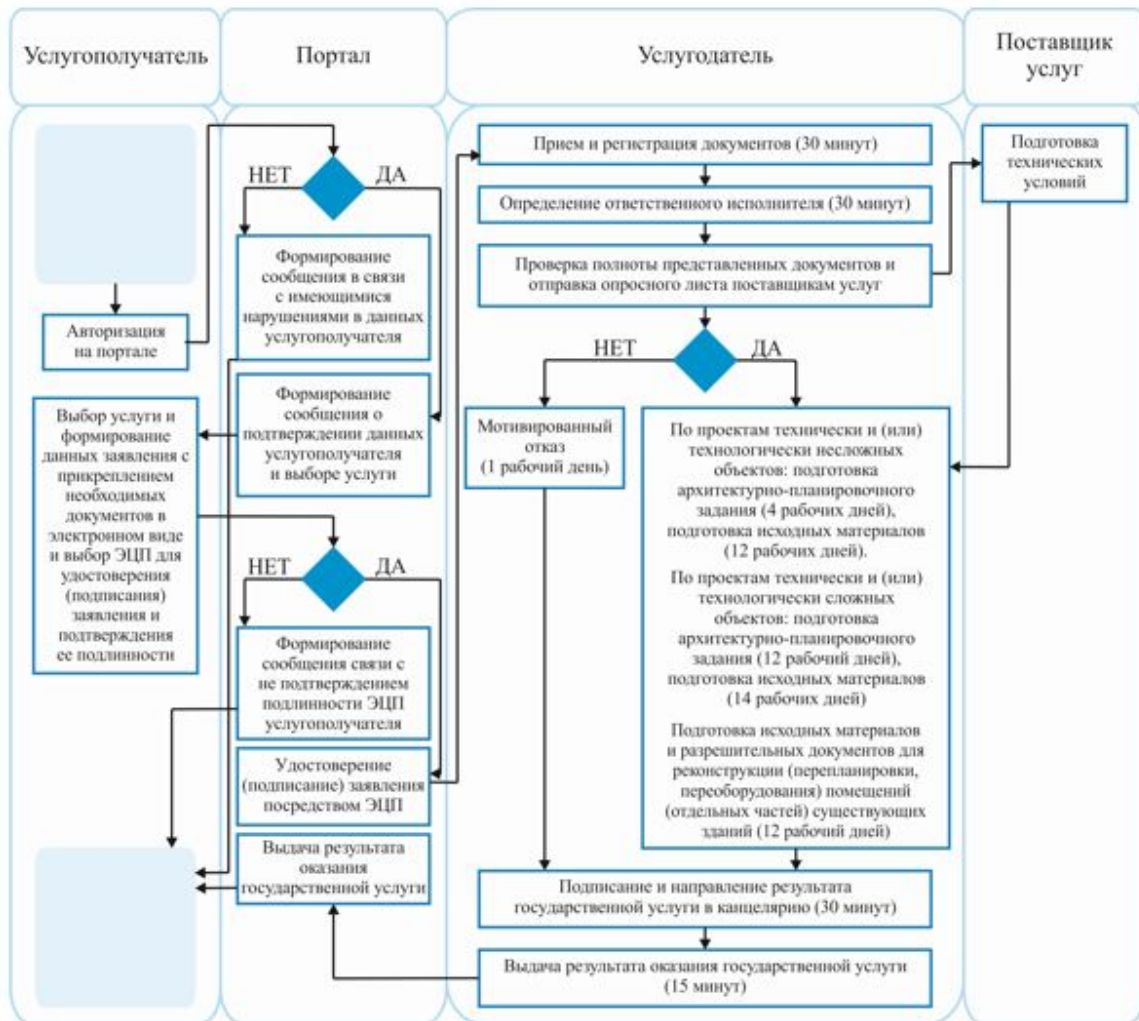 Услугополучатель
Портал
Услугодатель
Поставщик
услуг
Авторизация
на портале
Выбор услуги и
формирование
данных заявления с
прикреплением
необходимых
документов в
электронном виде
и выбор ЭЦП для
удостоверения
(подписания)
заявления и
подтверждения
ее подлинности
НЕТ
ДА
Формирование
сообщения в связи
с имеющимися
нарушениями в данных
услугополучателя
Формирование
сообщения о
подтверждении данных
услугополучателя
и выборе услуги
НЕТ
ДА
Формирование
сообщения связи с
не подтверждением
подлинности ЭЦП
услугополучателя
Удостоверение
(подписание) заявления
посредством ЭЦП
Выдача результата
оказания
государственной услуги
Прием и регистрация документов (30 минут)
Определение ответственного исполнителя (30 минут)
Проверка полноты представленных документов и
отправка опросного листа поставщикам услуг
НЕТ
ДА
Мотивированный
отказ
(1 рабочий день)
По проектам технически и (или)
технологически несложных
объектов: подготовка
архитектурно-планировочного
задания (4 рабочих дней),
подготовка исходных материалов
(12 рабочих дней).
По проектам технически и (или)
технологически сложных
объектов: подготовка
архитектурно-планировочного
задания (12 рабочий дней),
подготовка исходных материалов
(14 рабочих дней)
Подготовка исходных материалов
и разрешительных документов для
реконструкции (перепланировки,
переоборудования) помещений
(отдельных частей) существующих
зданий (12 рабочий дней)
Подписание и направление результата
государственной услуги в канцелярию (30 минут)
Выдача результата оказания государственной услуги
(15 минут)
Подготовка
технических
условий